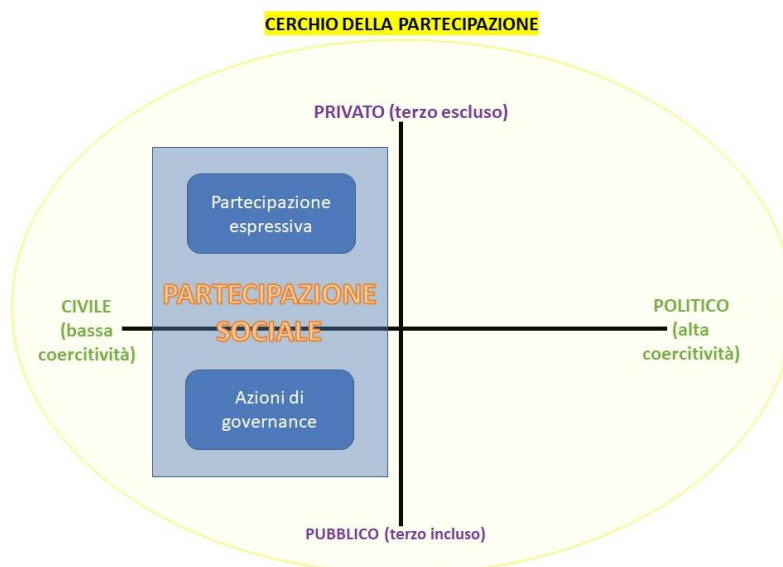 CERCHIO DELLA PARTECIPAZIONE
PRIVATO (terzo escluso)
Partecipazione
espressiva
PARTECIPAZIONE
SOCIALE
CIVILE
(bassa
coercitività)
POLITICO
(alta
coercitività)
Azioni di
governance
PUBBLICO (terzo incluso)